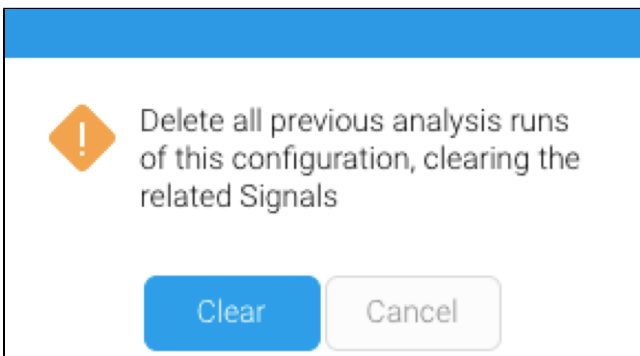 Delete all previous analysis runs
of this configuration, clearing the
related Signals
Clear
Cancel